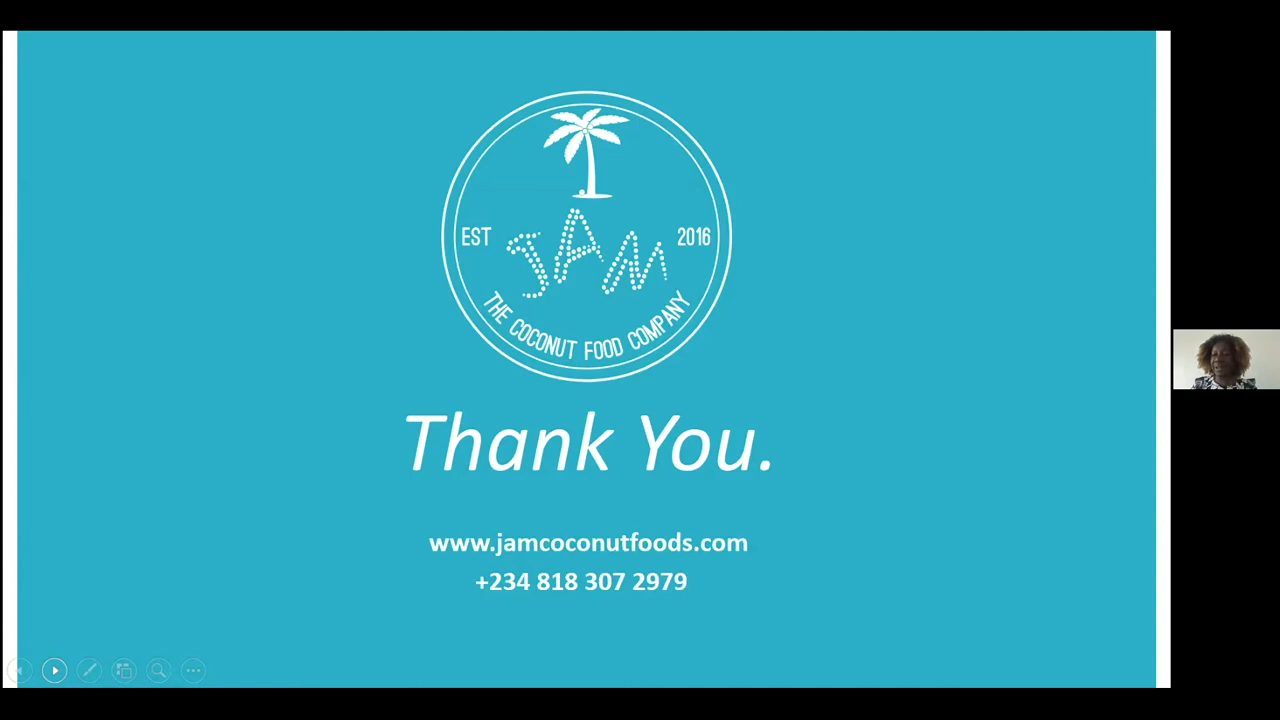 EST
JAM
2016
THE COCONUT FOOD COMPANY
Thank You.
www.jamcoconutfoods.com
+234 818 307 2979